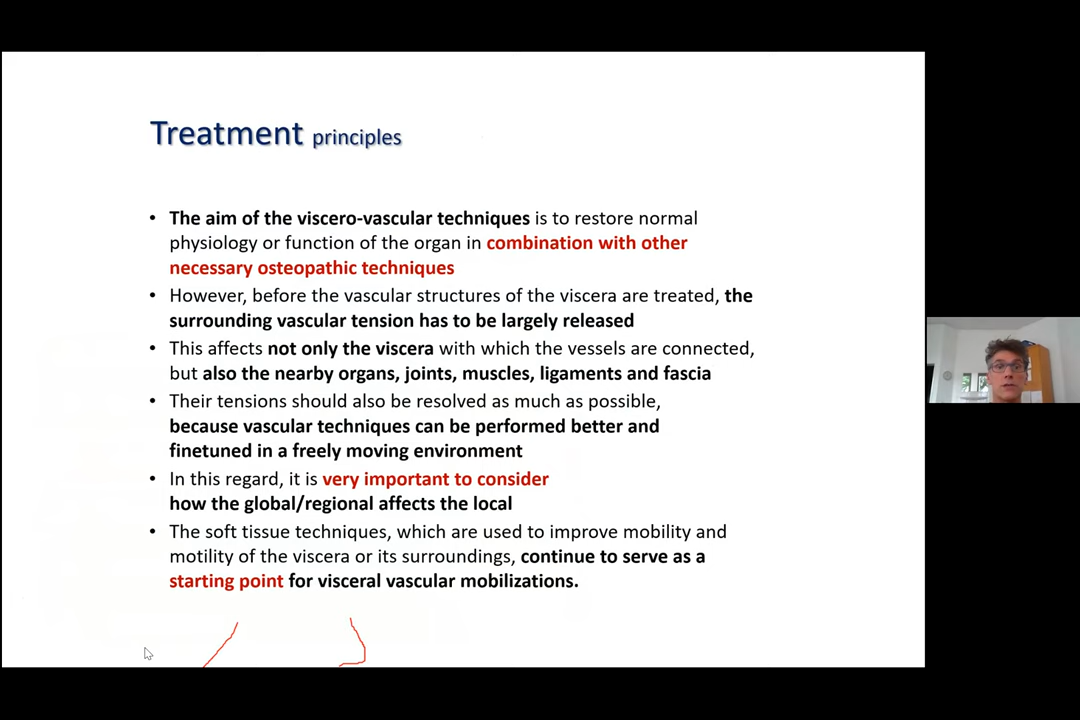 Treatment principles
• The aim of the viscero-vascular techniques is to restore normal
physiology or function of the organ in combination with other
necessary osteopathic techniques
• However, before the vascular structures of the viscera are treated, the
surrounding vascular tension has to be largely released
• This affects not only the viscera with which the vessels are connected,
but also the nearby organs, joints, muscles, ligaments and fascia
• Their tensions should also be resolved as much as possible,
because vascular techniques can be performed better and
finetuned in a freely moving environment
• In this regard, it is very important to consider
how the global/regional affects the local
• The soft tissue techniques, which are used to improve mobility and
motility of the viscera or its surroundings, continue to serve as a
starting point for visceral vascular mobilizations.